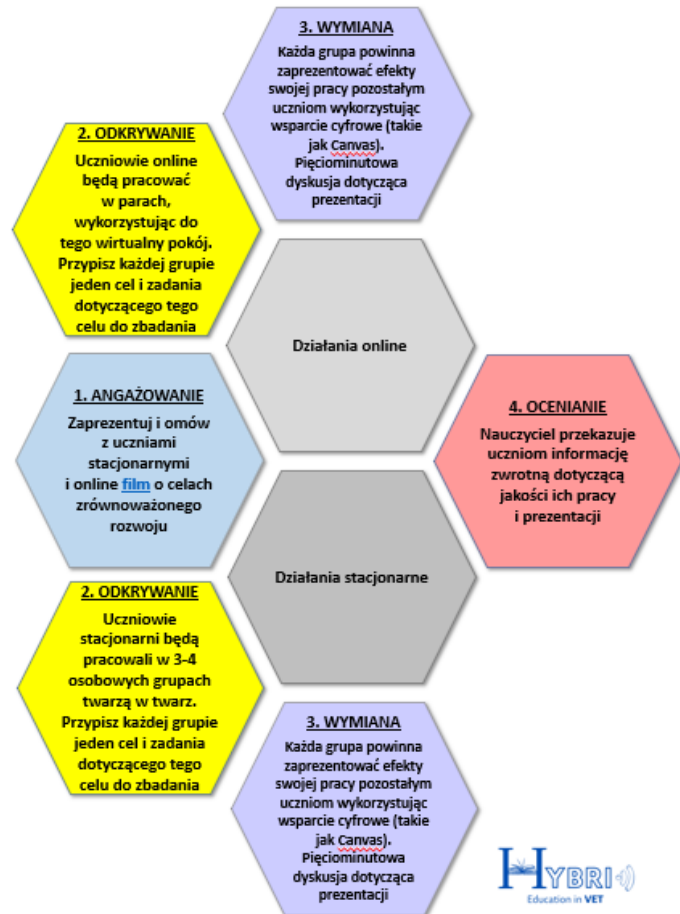 3. WYMIANA
Każda grupa powinna
zaprezentować efekty
swojej pracy pozostałym
uczniom wykorzystując
wsparcie cyfrowe (takie
jak Canvas).
Pięciominutowa
dyskusja dotycząca
prezentacji
2. ODKRYWANIE
Uczniowie online
będą pracować
w parach,
wykorzystując do
tego wirtualny pokój.
Przypisz każdej grupie
jeden cel i zadania
dotyczącego tego
celu do zbadania
Działania online
1. ANGAŻOWANIE
Zaprezentuj i omów
z uczniami
stacjonarnymi
i online film o celach
zrównoważonego
rozwoju
4. OCENIANIE
Nauczyciel przekazuje
uczniom informację
zwrotną dotyczącą
jakości ich pracy
i prezentacji
Działania stacjonarne
2. ODKRYWANIE
Uczniowie
stacjonarni będą
pracowali w 3-4
osobowych grupach
twarzą w twarz.
Przypisz każdej grupie
jeden cel i zadania
dotyczącego tego
celu do zbadania
3. WYMIANA
Każda grupa powinna
zaprezentować efekty
swojej pracy pozostałym
uczniom wykorzystując
wsparcie cyfrowe (takie
jak Canvas).
Pięciominutowa
dyskusja dotycząca
prezentacji
HYBRI
Education in VET